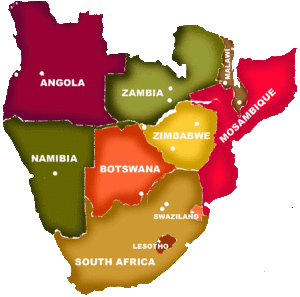 MALAWI
ANGOLA
ZAMBIA
MOSAMBIQUE
ZIMBABWE
NAMIBIA
BOTSWANA
SWAZILAND
LESOTHO
SOUTH AFRICA